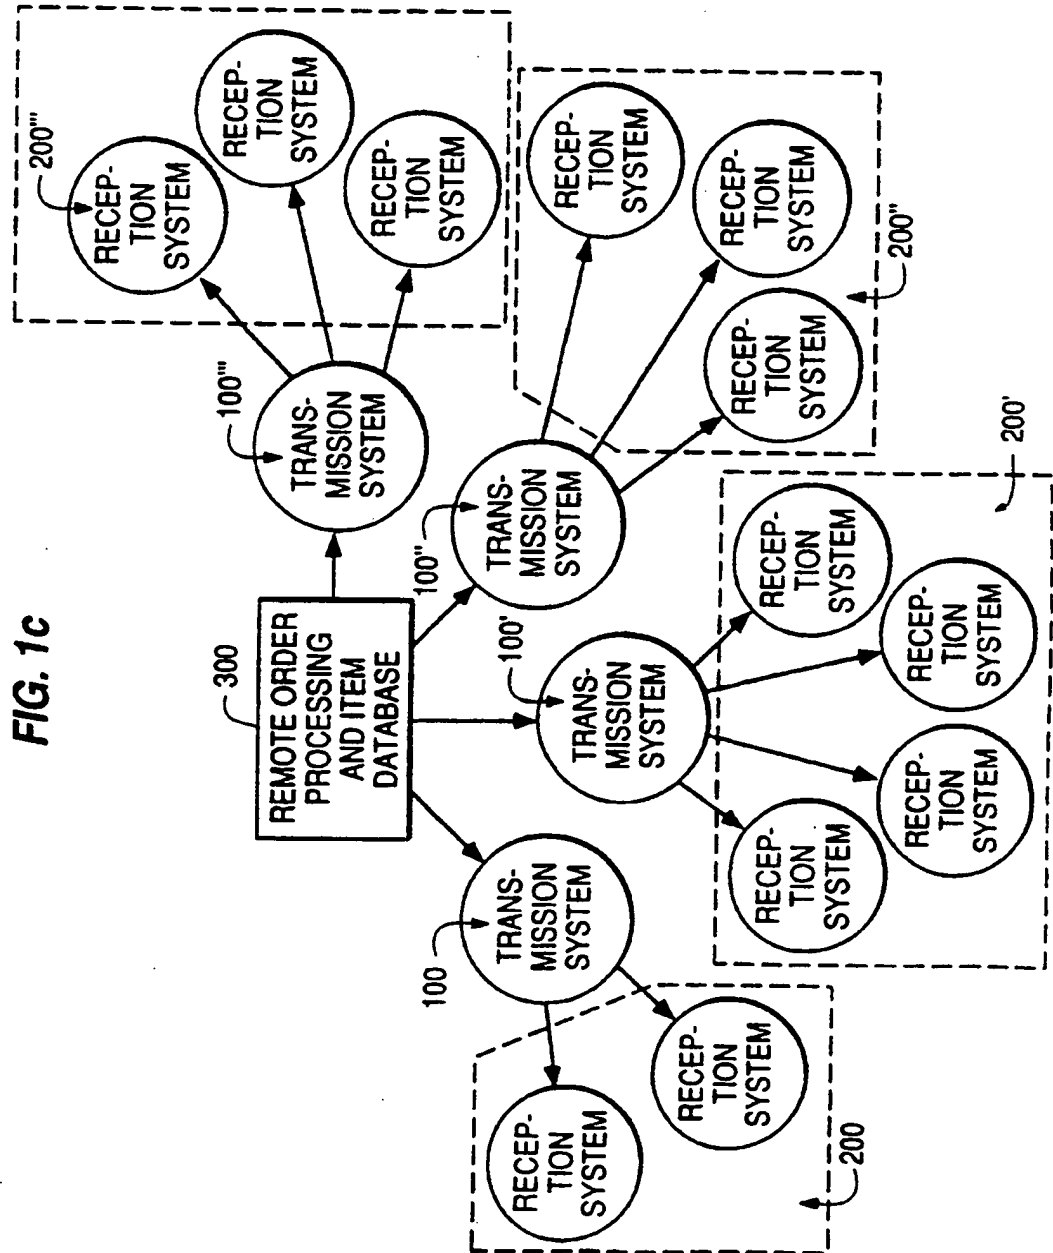 FIG. 1c
300
REMOTE ORDER
PROCESSING
AND ITEM
DATABASE
100
TRANS-
MISSION
SYSTEM
100'
TRANS-
MISSION
SYSTEM
100"
TRANS-
MISSION
SYSTEM
100'"
TRANS-
MISSION
SYSTEM
RECEP-
TION
SYSTEM
RECEP-
TION
SYSTEM
200
RECEP-
TION
SYSTEM
RECEP-
TION
SYSTEM
RECEP-
TION
SYSTEM
RECEP-
TION
SYSTEM
200'
RECEP-
TION
SYSTEM
RECEP-
TION
SYSTEM
RECEP-
TION
SYSTEM
200"
200'"
RECEP-
TION
SYSTEM
RECEP-
TION
SYSTEM
RECEP-
TION
SYSTEM